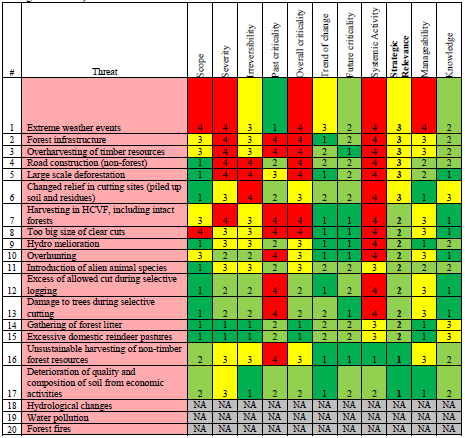 # Threat Scope Severity Irreversibility Past criticality Overall criticality Trend of change Future criticality Systemic Activity Strategic Relevance Manageability Knowledge
1 Extreme weather events 4 4 3 1 4 3 2 4 3 4 2
2 Forest infrastructure 3 4 3 4 4 1 2 4 3 3 2
3 Overharvesting of timber resources 3 4 3 4 4 2 1 4 3 3 2
4 Road construction (non-forest) 1 4 4 2 4 2 2 4 3 2 2
5 Large scale deforestation 1 4 4 3 4 1 2 4 3 2 1
Changed relief in cutting sites (piled up
6 soil and residues) 1 3 4 2 3 2 2 4 3 1 3
Harvesting in HCVF, including intact
7 forests 3 4 3 4 4 1 1 4 2 3 1
8 Too big size of clear cuts 4 3 3 4 4 1 1 4 2 3 1
9 Hydro melioration 1 3 3 2 3 1 1 4 2 1 2
10 Overhunting 3 2 2 4 3 1 1 4 2 3 1
11 Introduction of alien animal species 1 3 3 2 3 2 2 3 2 2 2
Excess of allowed cut during selective
12 logging 1 2 2 4 2 1 2 4 2 3 1
Damage to trees during selective
13 cutting 1 2 2 4 2 2 1 4 2 3 1
14 Gathering of forest litter 1 1 1 2 1 2 2 3 2 1 3
15 Excessive domestic reindeer pastures 1 1 1 2 1 2 2 3 2 1 3
Unsustainable harvesting of non-timber
16 forest resources 2 3 3 4 3 1 1 1 1 3 2
Deterioration of quality and
composition of soil from economic
17 activities 2 3 1 2 2 1 2 2 1 1 2
18 Hydrological changes NA NA NA NA NA NA NA NA NA NA NA
19 Water pollution NA NA NA NA NA NA NA NA NA NA NA
20 Forest fires NA NA NA NA NA NA NA NA NA NA NA